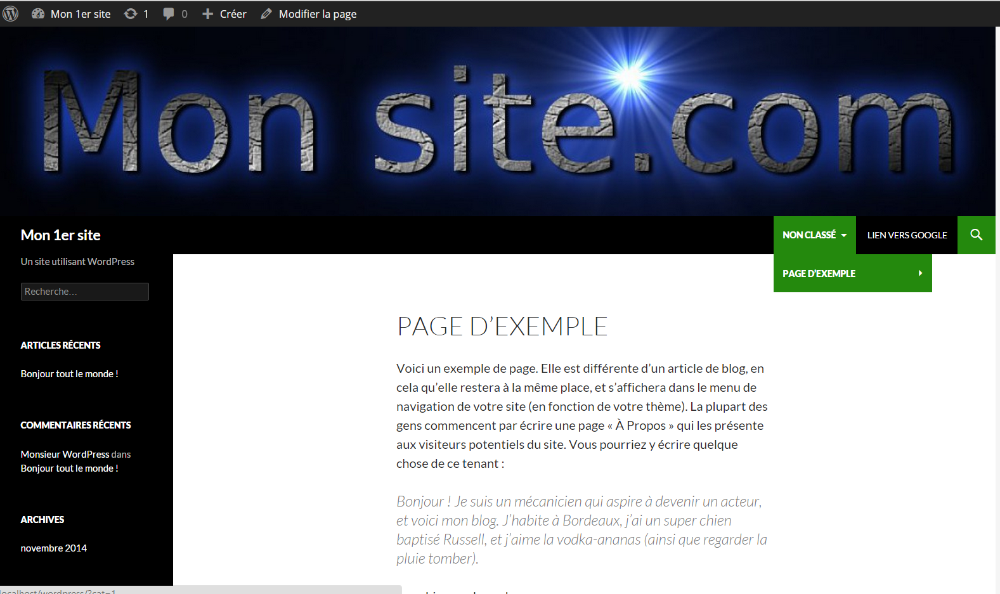 Mon 1er site 1 0 Créer Modifier la page
Mon site.com
Mon 1er site
NON CLASSÉ LIEN VERS GOOGLE
PAGE D’EXEMPLE
Un site utilisant WordPress
Recherche…
ARTICLES RÉCENTS
Bonjour tout le monde !
COMMENTAIRES RÉCENTS
Monsieur WordPress dans
Bonjour tout le monde !
ARCHIVES
novembre 2014
PAGE D’EXEMPLE
Voici un exemple de page. Elle est différente d’un article de blog, en
cela qu’elle restera à la même place, et s’affichera dans le menu de
navigation de votre site (en fonction de votre thème). La plupart des
gens commencent par écrire une page « À Propos » qui les présente
aux visiteurs potentiels du site. Vous pourriez y écrire quelque
chose de ce tenant :
Bonjour ! Je suis un mécanicien qui aspire à devenir un acteur,
et voici mon blog. J’habite à Bordeaux, j’ai un super chien
baptisé Russell, et j’aime la vodka-ananas (ainsi que regarder la
pluie tomber).
localhost/wordpress/?cat=1